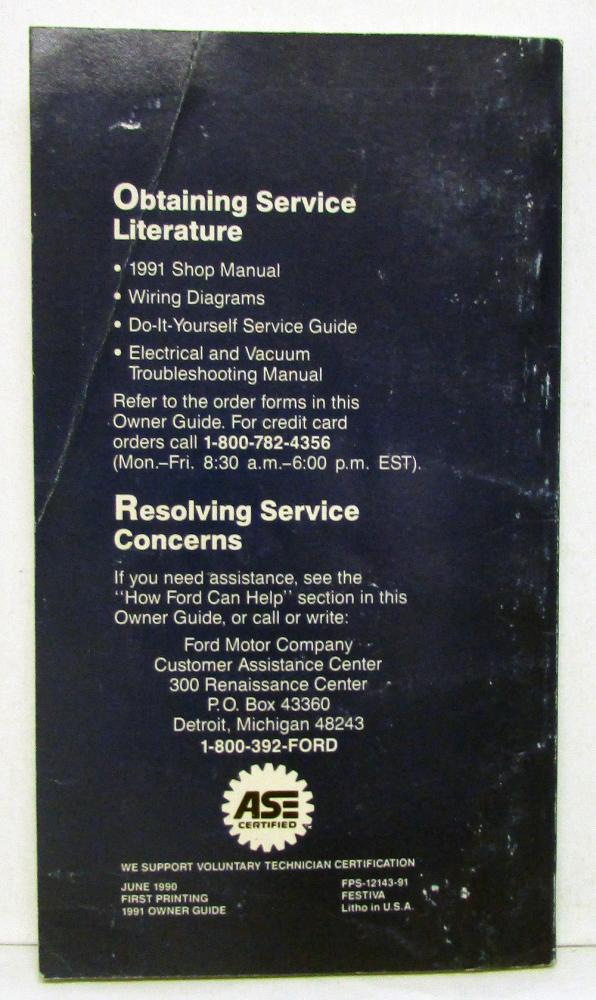 Obtaining Service
Literature
• 1991 Shop Manual
• Wiring Diagrams
• Do-It-Yourself Service Guide
• Electrical and Vacuum
Troubleshooting Manual
Refer to the order forms in this
Owner Guide. For credit card
orders call 1-800-782-4356
(Mon.–Fri. 8:30 a.m.–6:00 p.m. EST).
Resolving Service
Concerns
If you need assistance, see the
"How Ford Can Help" section in this
Owner Guide, or call or write:
Ford Motor Company
Customer Assistance Center
300 Renaissance Center
P.O. Box 43360
Detroit, Michigan 48243
1-800-392-FORD
ASE
CERTIFIED
WE SUPPORT VOLUNTARY TECHNICIAN CERTIFICATION
JUNE 1990
FIRST PRINTING
1991 OWNER GUIDE
FPS-12143-91
FESTIVA
Litho in U.S.A.